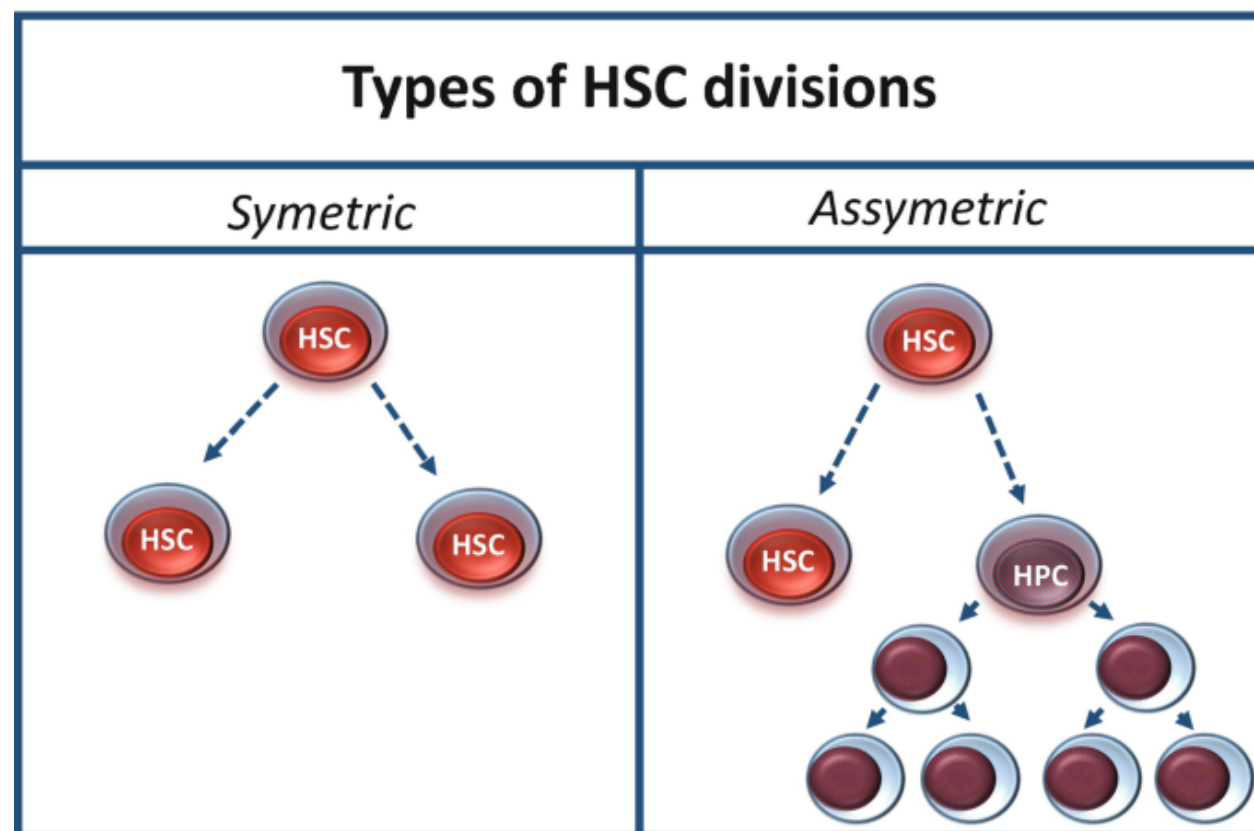 Types of HSC divisions
Symetric
Assymetric
HSC
HSC
HSC
HSC
HSC
HPC